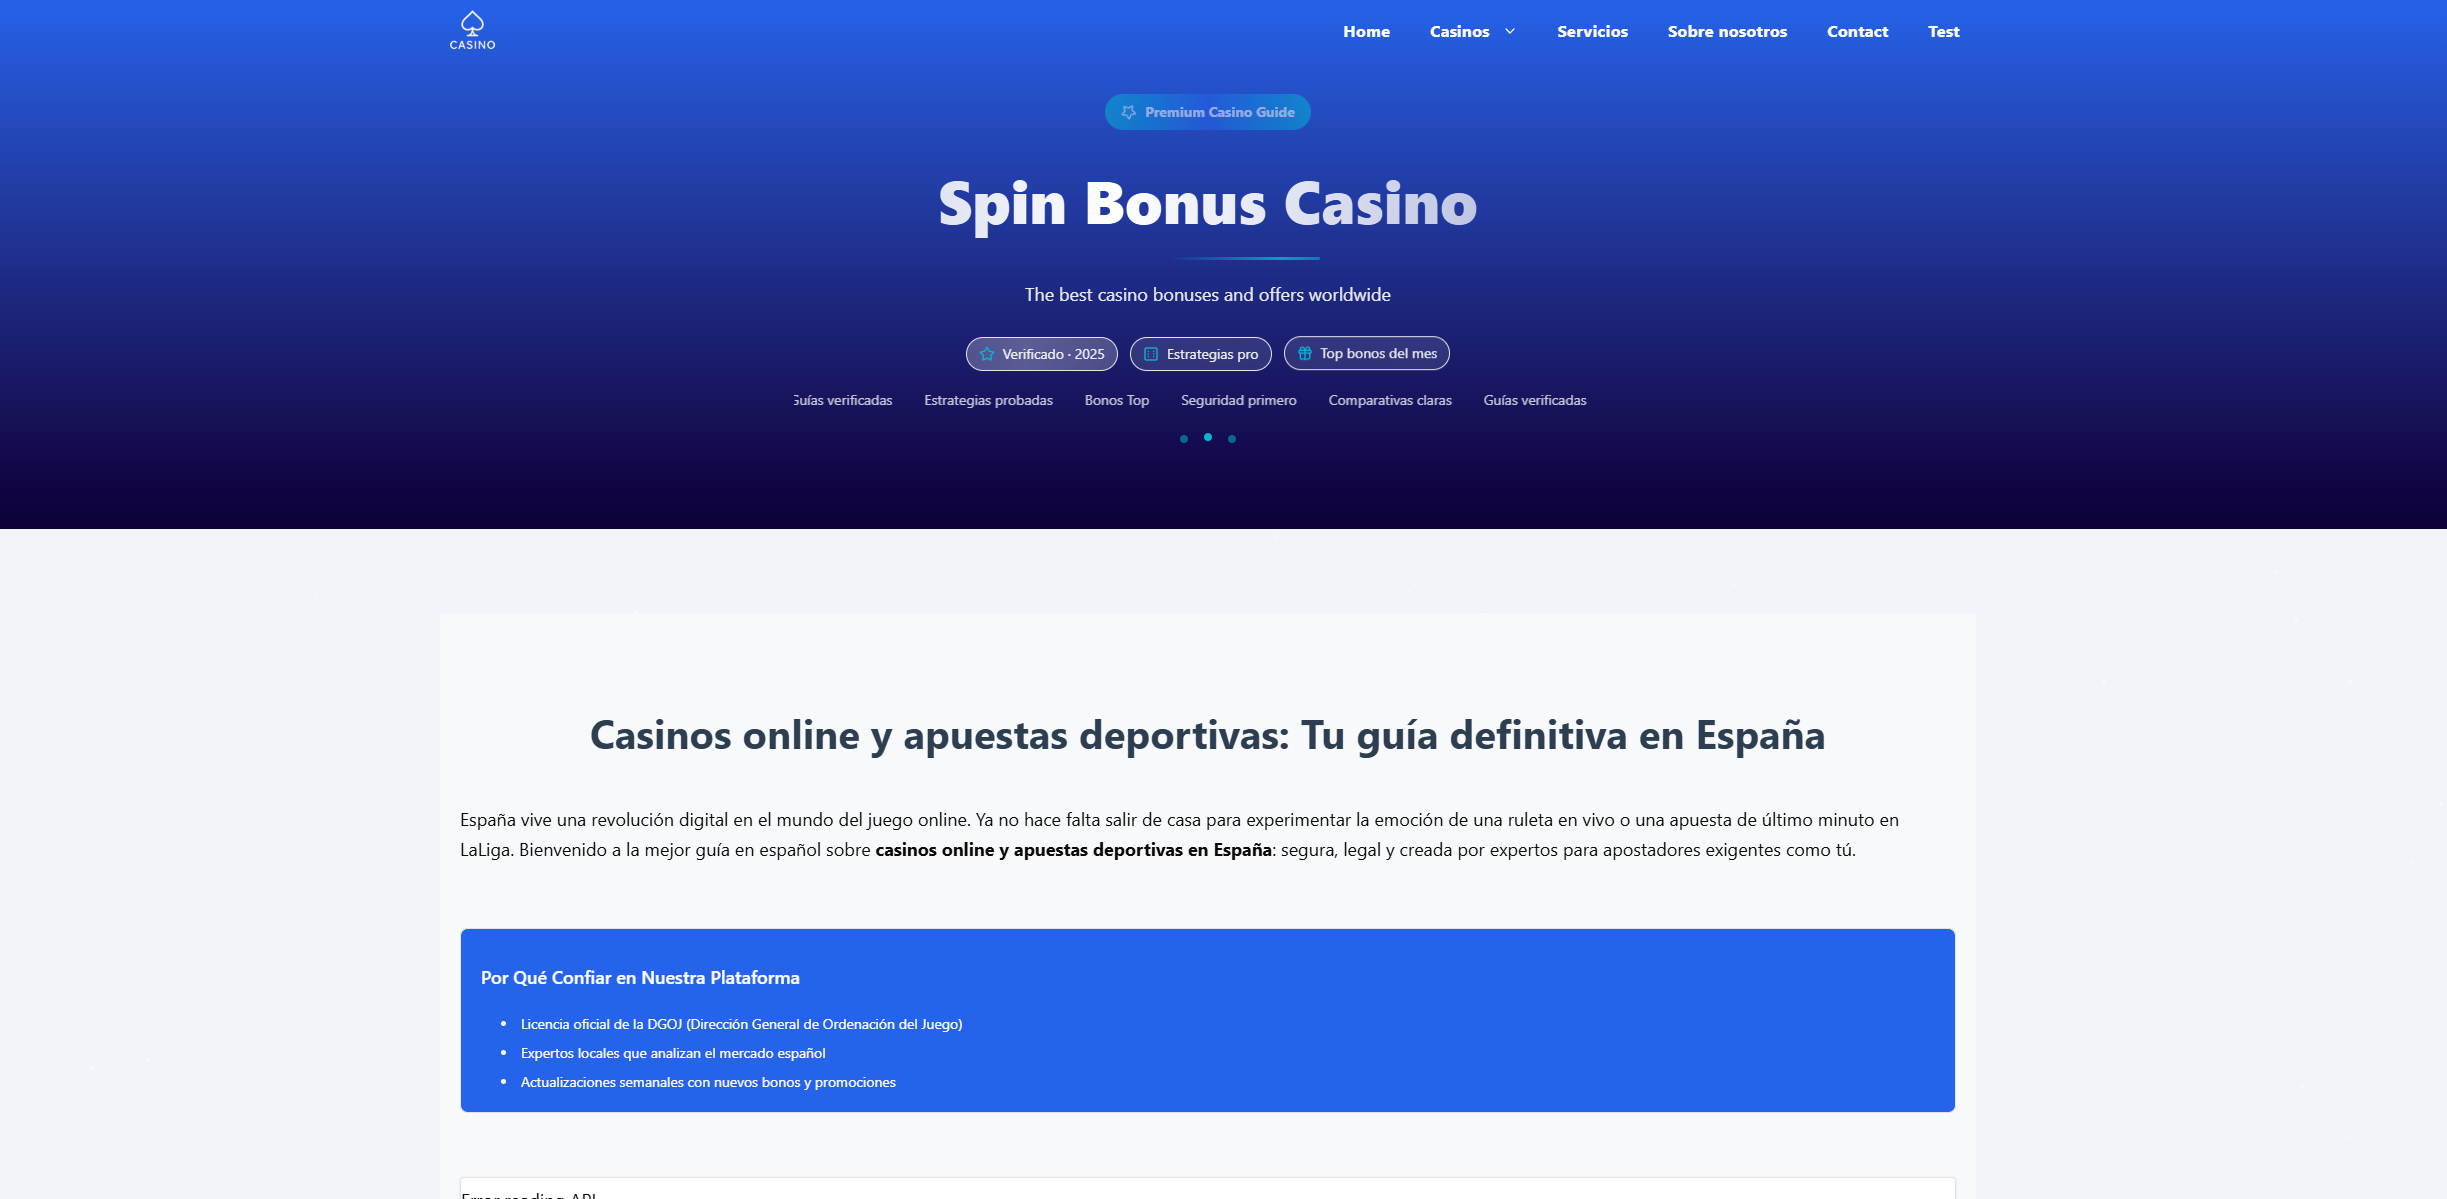 CASINO
Home Casinos Servicios Sobre nosotros Contact Test
Premium Casino Guide
Spin Bonus Casino
The best casino bonuses and offers worldwide
Verificado · 2025 Estrategias pro Top bonos del mes
Guías verificadas Estrategias probadas Bonos Top Seguridad primero Comparativas claras Guías verificadas
Casinos online y apuestas deportivas: Tu guía definitiva en España
España vive una revolución digital en el mundo del juego online. Ya no hace falta salir de casa para experimentar la emoción de una ruleta en vivo o una apuesta de último minuto en
LaLiga. Bienvenido a la mejor guía en español sobre casinos online y apuestas deportivas en España: segura, legal y creada por expertos para apostadores exigentes como tú.
Por Qué Confiar en Nuestra Plataforma
• Licencia oficial de la DGOJ (Dirección General de Ordenación del Juego)
• Expertos locales que analizan el mercado español
• Actualizaciones semanales con nuevos bonos y promociones
Error reading API